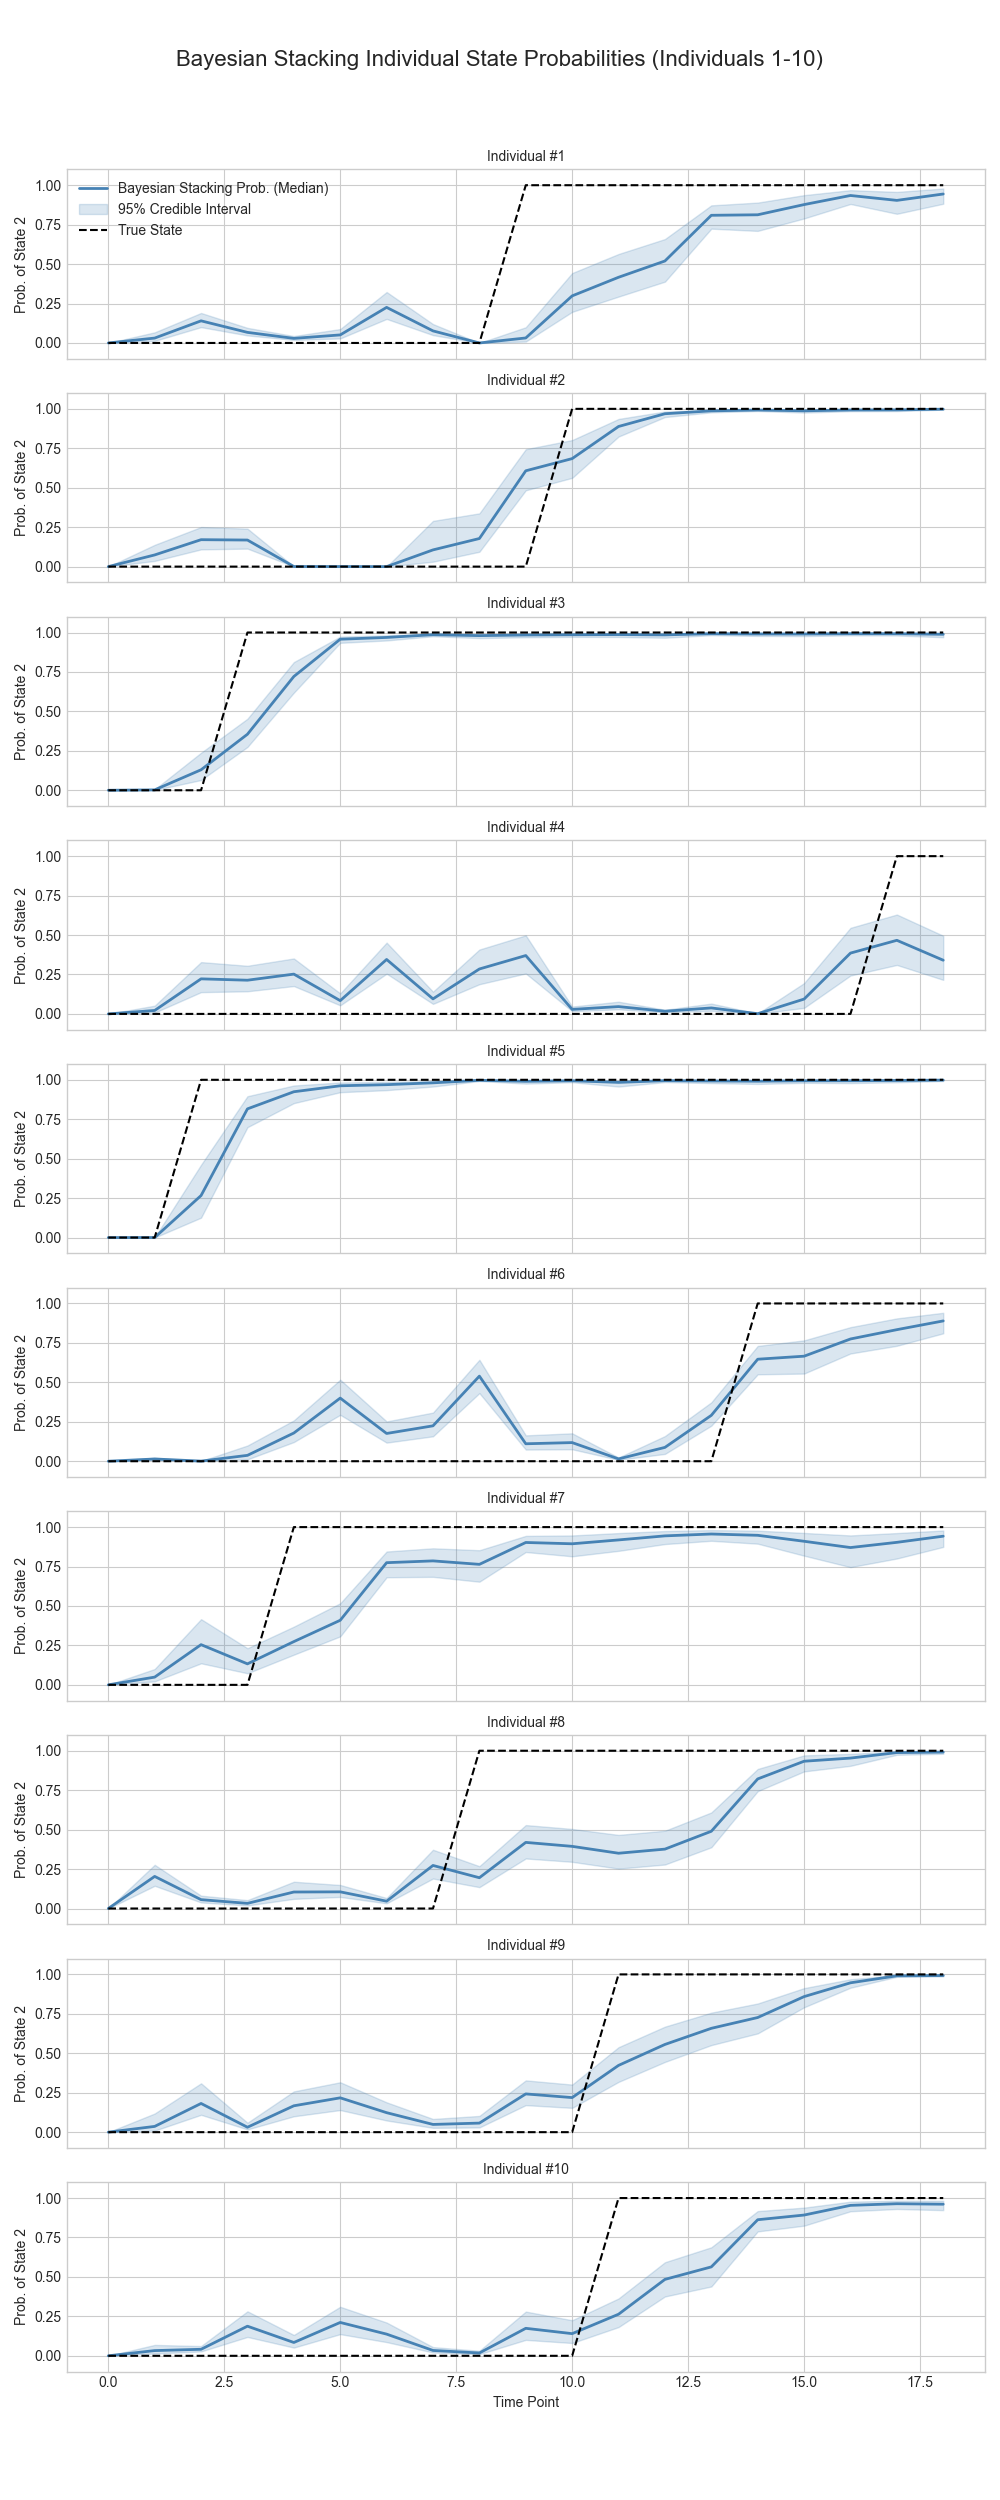 Bayesian Stacking Individual State Probabilities (Individuals 1-10)
Individual #1
Bayesian Stacking Prob. (Median)
95% Credible Interval
True State
Prob. of State 2
1.00
0.75
0.50
0.25
0.00
Individual #2
Prob. of State 2
1.00
0.75
0.50
0.25
0.00
Individual #3
Prob. of State 2
1.00
0.75
0.50
0.25
0.00
Individual #4
Prob. of State 2
1.00
0.75
0.50
0.25
0.00
Individual #5
Prob. of State 2
1.00
0.75
0.50
0.25
0.00
Individual #6
Prob. of State 2
1.00
0.75
0.50
0.25
0.00
Individual #7
Prob. of State 2
1.00
0.75
0.50
0.25
0.00
Individual #8
Prob. of State 2
1.00
0.75
0.50
0.25
0.00
Individual #9
Prob. of State 2
1.00
0.75
0.50
0.25
0.00
Individual #10
Prob. of State 2
1.00
0.75
0.50
0.25
0.00
0.0 2.5 5.0 7.5 10.0 12.5 15.0 17.5
Time Point